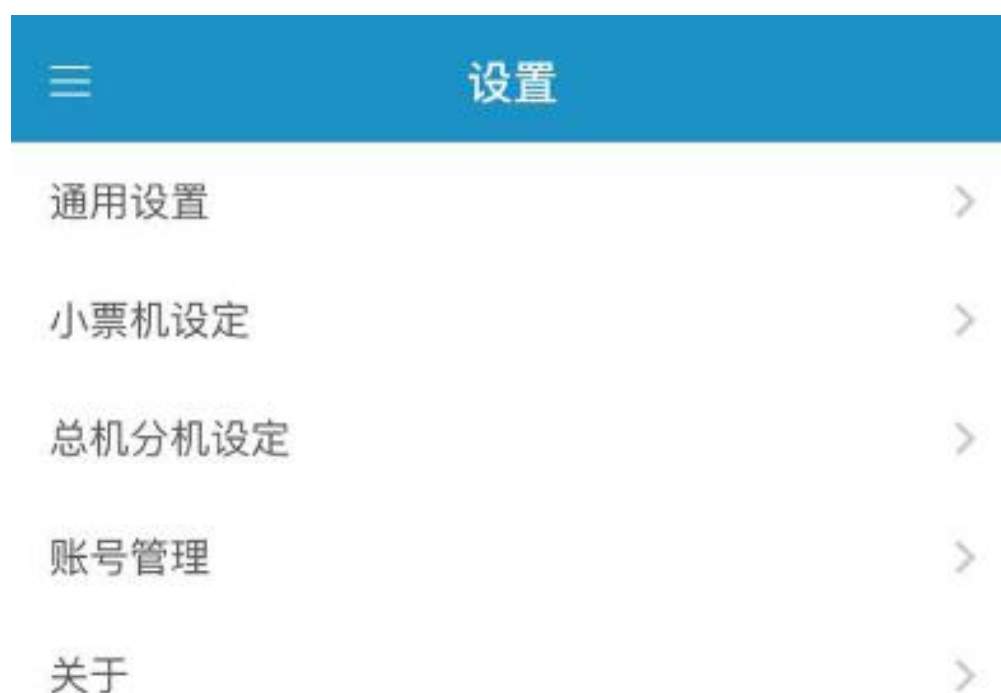 设置
通用设置
小票机设定
总机分机设定
账号管理
关于